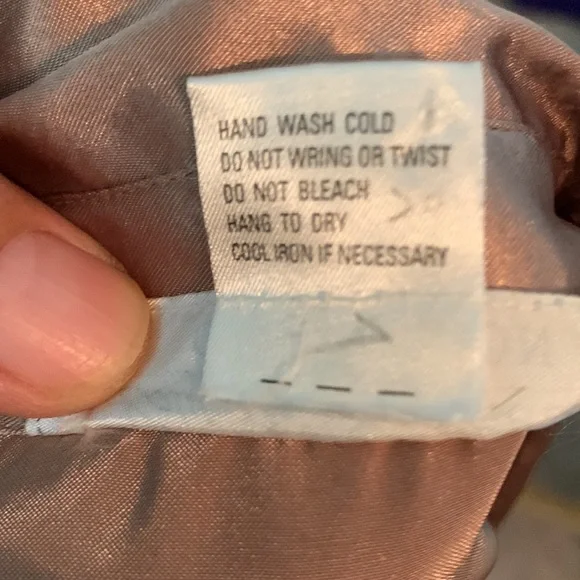 HAND WASH COLD
DO NOT WRING OR TWIST
DO NOT BLEACH
HANG TO DRY
COOL IRON IF NECESSARY